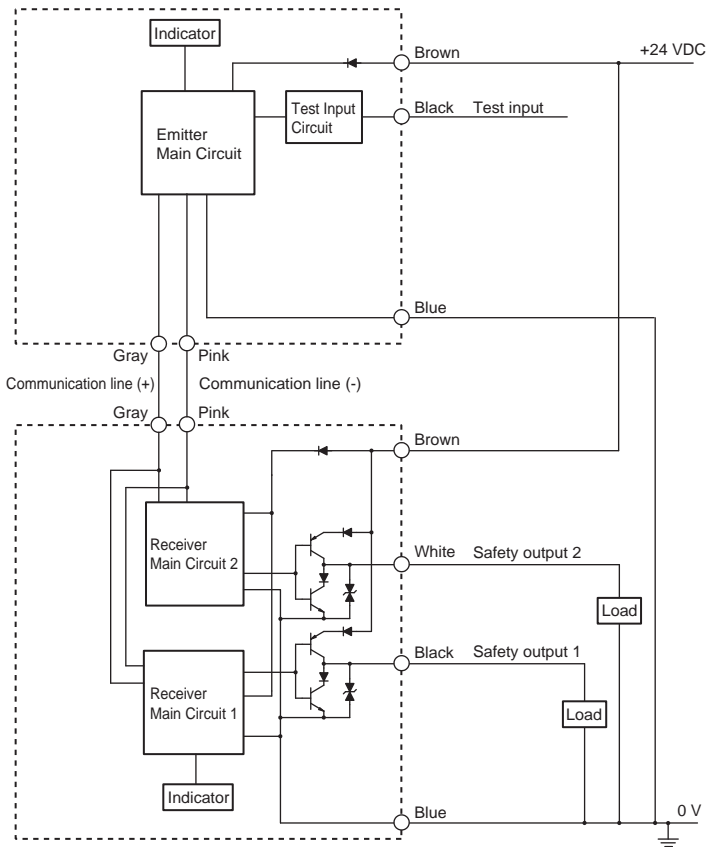 Indicator
Brown
+24 VDC
Emitter
Main Circuit
Test Input
Circuit
Black
Test input
Blue
Gray
Pink
Communication line (+)
Communication line (-)
Gray
Pink
Brown
Receiver
Main Circuit 2
White
Safety output 2
Load
Black
Safety output 1
Receiver
Main Circuit 1
Load
Indicator
Blue
0 V